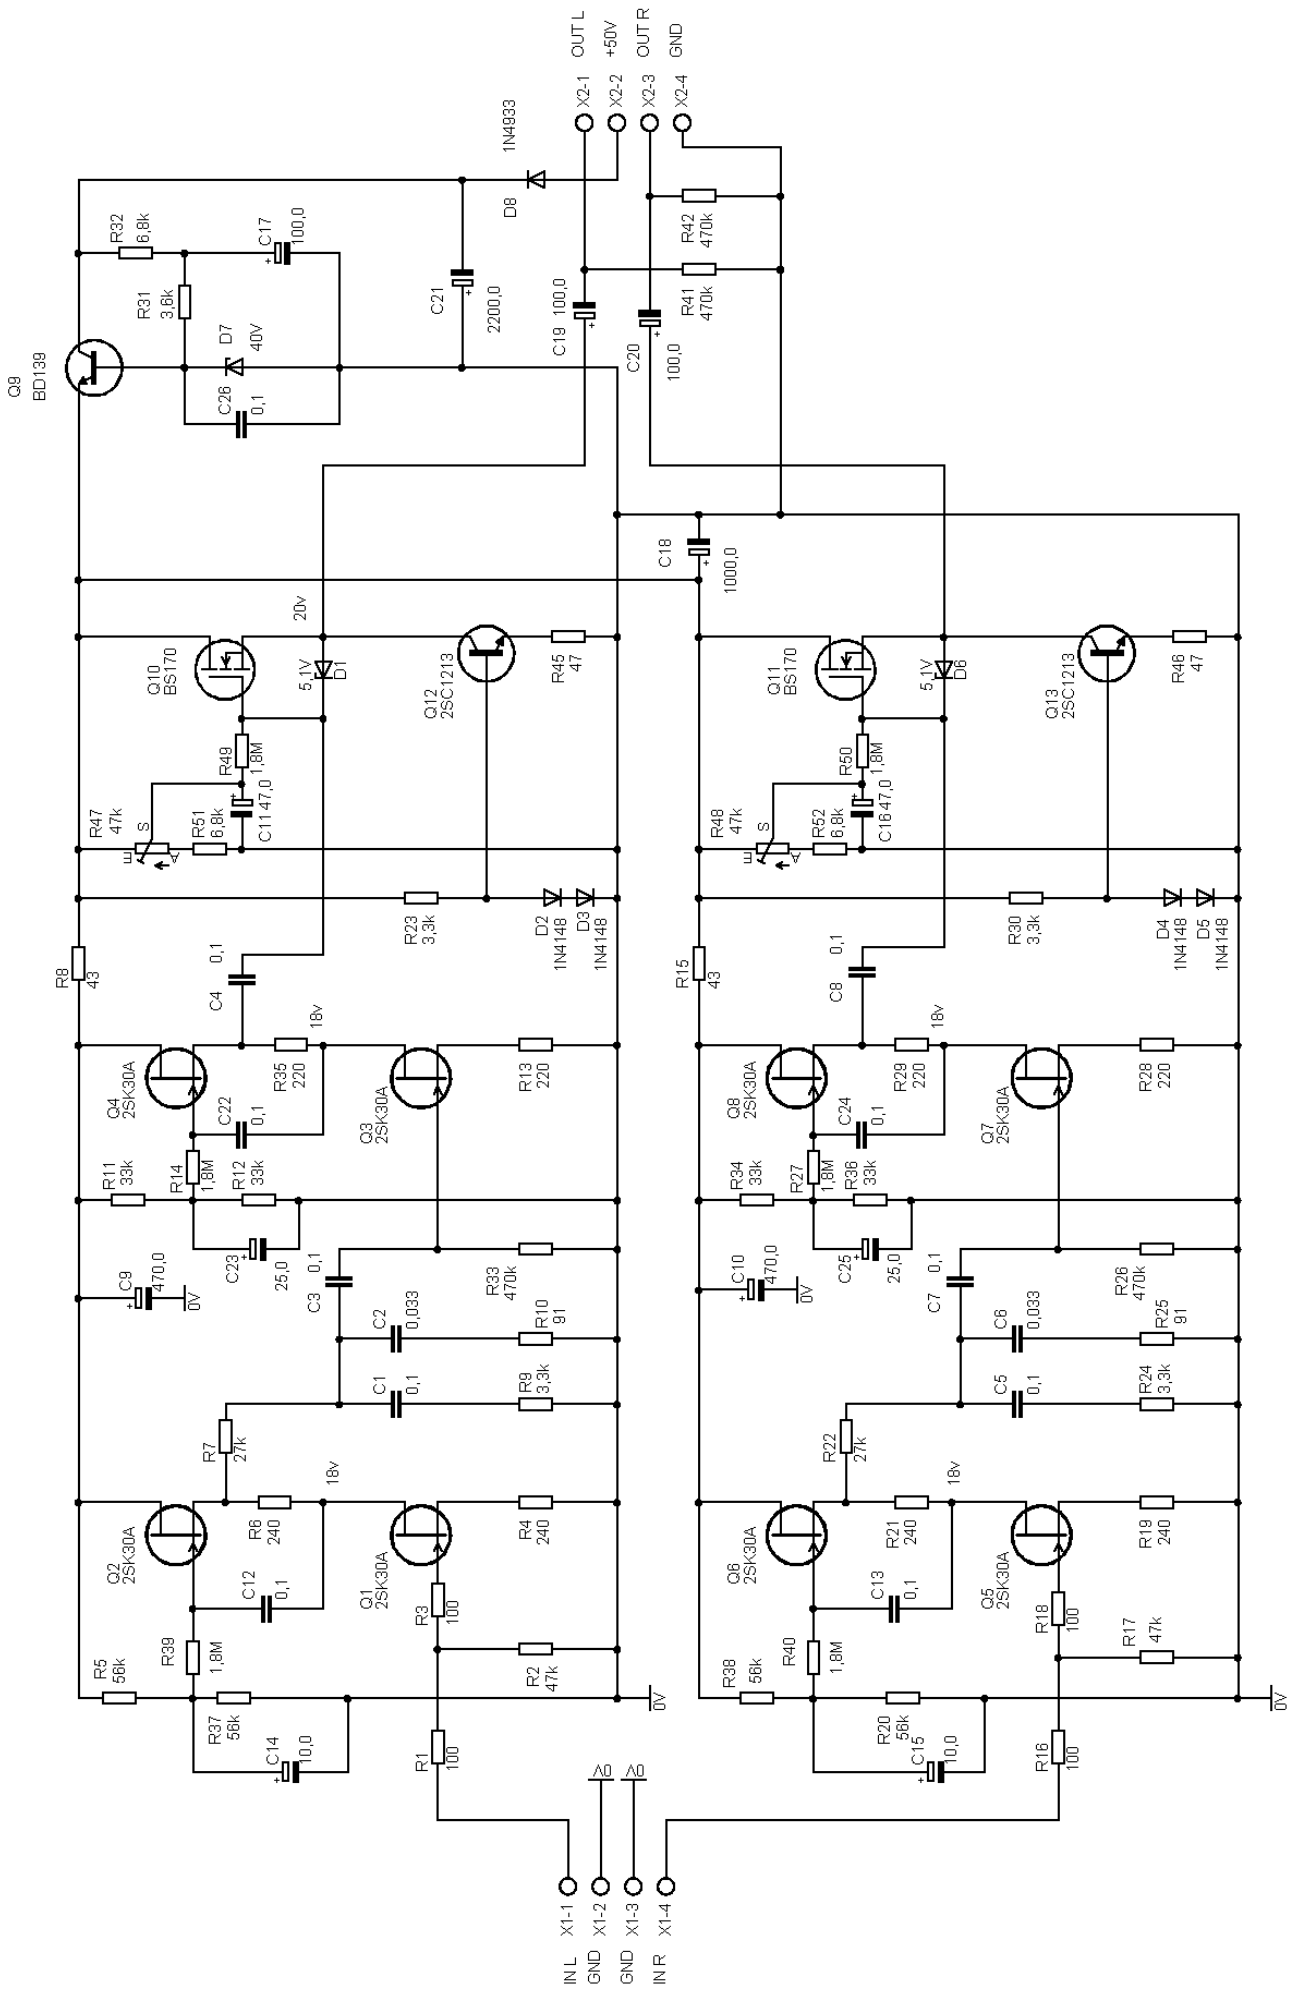 OUT L
+50V
OUT R
GND
X2-1
X2-2
X2-3
X2-4
1N4933
D8
R32
6,8k
C17
+
100,0
R31
3,6k
D7
40V
C21
+
2200,0
R42
470k
R41
470k
C19
100,0
+
C20
+
100,0
Q9
BD139
C26
0,1
C18
+
1000,0
Q10
BS170
20v
5,1V
D1
Q12
2SC1213
R45
47
Q11
BS170
5,1V
D6
Q13
2SC1213
R46
47
R49
1,8M
R50
1,8M
R47
47k
S
E
A
R51
6,8k
+
C11
47,0
R48
47k
S
E
A
R52
6,8k
+
C16
47,0
R23
3,3k
D2
1N4148
D3
1N4148
R30
3,3k
D4
1N4148
D5
1N4148
R8
43
C4
0,1
R15
43
C8
0,1
18v
R35
220
R13
220
18v
R29
220
R28
220
Q4
2SK30A
C22
0,1
Q3
2SK30A
Q8
2SK30A
C24
0,1
Q7
2SK30A
R11
33k
R14
1,8M
R12
33k
R34
33k
R27
1,8M
R36
33k
C9
+
470,0
0V
C23
+
25,0
C3
0,1
R33
470k
C10
+
470,0
0V
C25
+
25,0
C7
0,1
R26
470k
C2
0,033
R10
91
C6
0,033
R25
91
C1
0,1
R9
3,3k
C5
0,1
R24
3,3k
R7
27k
R22
27k
18v
R6
240
R4
240
18v
R21
240
R19
240
Q2
2SK30A
C12
0,1
Q1
2SK30A
Q6
2SK30A
C13
0,1
Q5
2SK30A
R3
100
R18
100
R5
56k
R39
1,8M
R2
47k
R38
56k
R40
1,8M
R17
47k
R37
56k
C14
+
10,0
0V
R20
56k
C15
+
10,0
0V
R1
100
R16
100
0V
0V
X1-1
X1-2
X1-3
X1-4
IN L
GND
GND
IN R